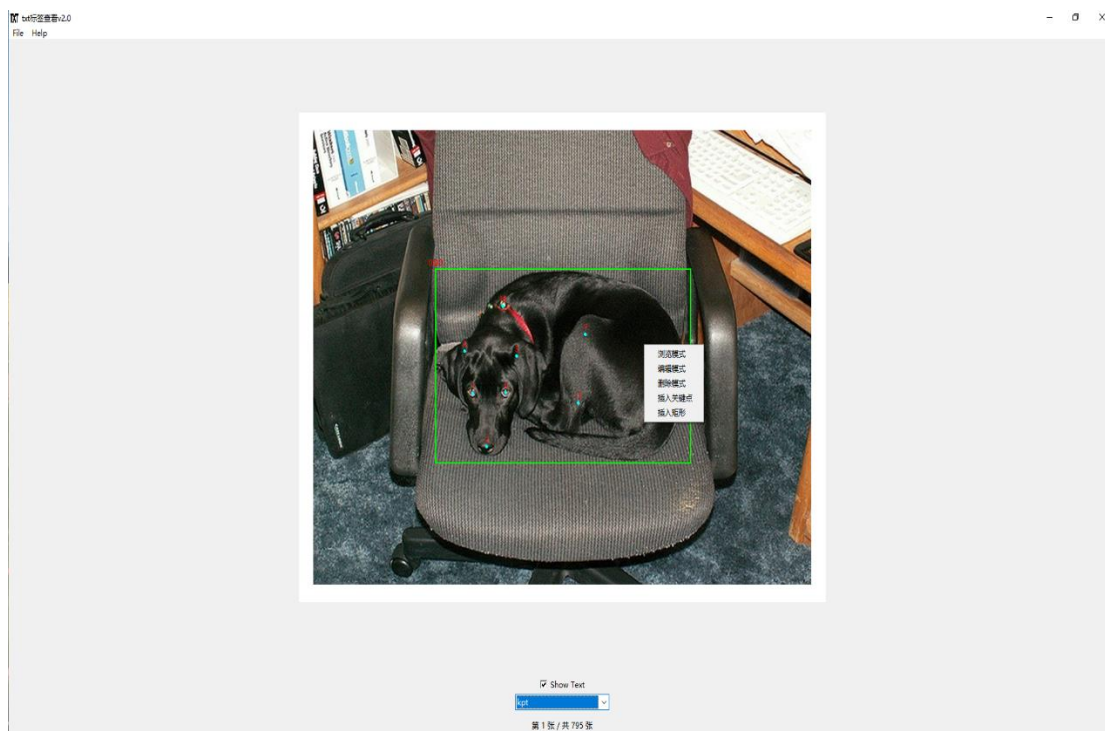 txt标签查看v2.0
File Help
浏览模式
编辑模式
删除模式
插入关键点
插入矩形
Show Text
kpt
第 1 张 / 共 795 张